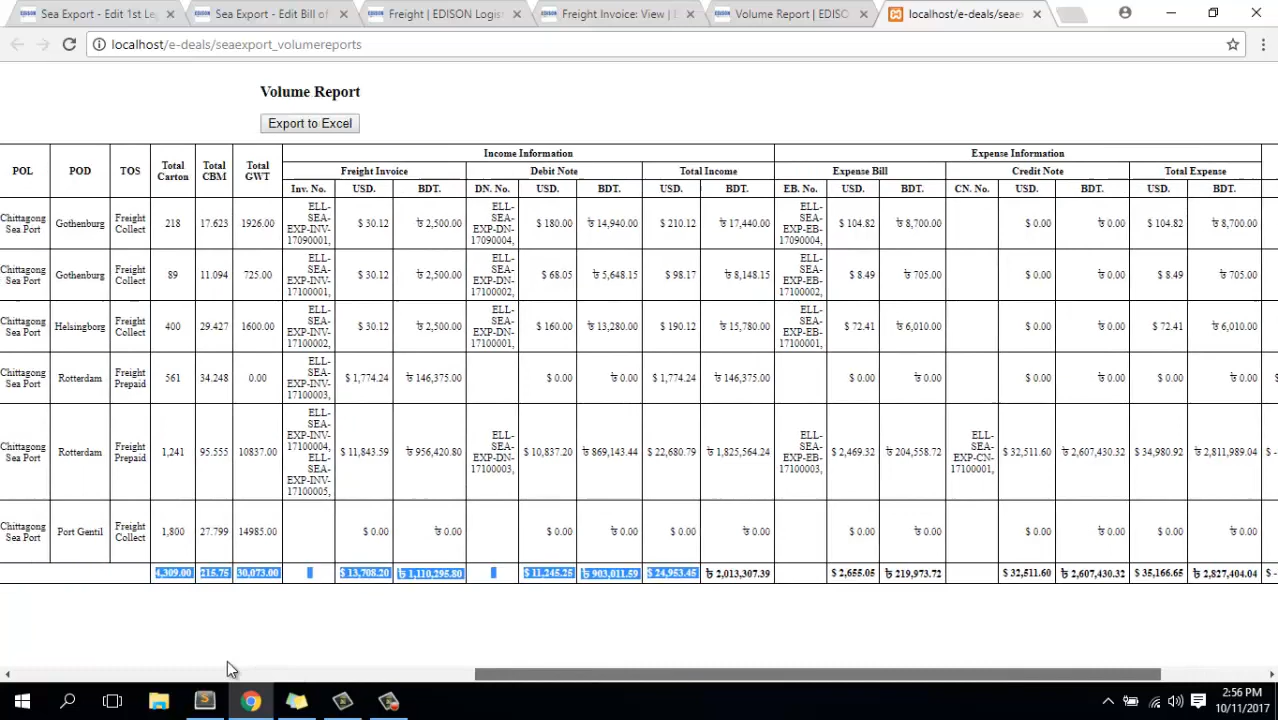 Sea Export - Edit 1st Le
Sea Export - Edit Bill of
Freight | EDISON Logis
Freight Invoice: View | E
Volume Report | EDISO
localhost/e-deals/seaex
localhost/e-deals/seaexport_volumereports
Volume Report
Export to Excel
POL POD TOS Total Carton Total CBM Total GWT Income Information Expense Information
Freight Invoice Debit Note Total Income Expense Bill Credit Note Total Expense
Inv. No. USD. BDT. DN. No. USD. BDT. USD. BDT. EB. No. USD. BDT. CN. No. USD. BDT. USD. BDT.
Chittagong Sea Port Gothenburg Freight Collect 218 17.623 1926.00 ELL-SEA-EXP-INV-17090001, $ 30.12 ৳ 2,500.00 ELL-SEA-EXP-DN-17090004, $ 180.00 ৳ 14,940.00 $ 210.12 ৳ 17,440.00 ELL-SEA-EXP-EB-17090004, $ 104.82 ৳ 8,700.00 $ 0.00 ৳ 0.00 $ 104.82 ৳ 8,700.00
Chittagong Sea Port Gothenburg Freight Collect 89 11.094 725.00 ELL-SEA-EXP-INV-17100001, $ 30.12 ৳ 2,500.00 ELL-SEA-EXP-DN-17100002, $ 68.05 ৳ 5,648.15 $ 98.17 ৳ 8,148.15 ELL-SEA-EXP-EB-17100002, $ 8.49 ৳ 705.00 $ 0.00 ৳ 0.00 $ 8.49 ৳ 705.00
Chittagong Sea Port Helsingborg Freight Collect 400 29.427 1600.00 ELL-SEA-EXP-INV-17100002, $ 30.12 ৳ 2,500.00 ELL-SEA-EXP-DN-17100001, $ 160.00 ৳ 13,280.00 $ 190.12 ৳ 15,780.00 ELL-SEA-EXP-EB-17100001, $ 72.41 ৳ 6,010.00 $ 0.00 ৳ 0.00 $ 72.41 ৳ 6,010.00
Chittagong Sea Port Rotterdam Freight Prepaid 561 34.248 0.00 ELL-SEA-EXP-INV-17100003, $ 1,774.24 ৳ 146,375.00 $ 0.00 ৳ 0.00 $ 1,774.24 ৳ 146,375.00 $ 0.00 ৳ 0.00 $ 0.00 ৳ 0.00 $ 0.00 ৳ 0.00
Chittagong Sea Port Rotterdam Freight Prepaid 1,241 95.555 10837.00 ELL-SEA-EXP-INV-17100004, ELL-SEA-EXP-INV-17100005, $ 11,843.59 ৳ 956,420.80 ELL-SEA-EXP-DN-17100003, $ 10,837.20 ৳ 869,143.44 $ 22,680.79 ৳ 1,825,564.24 ELL-SEA-EXP-EB-17100003, $ 2,469.32 ৳ 204,558.72 ELL-SEA-EXP-CN-17100001, $ 32,511.60 ৳ 2,607,430.32 $ 34,980.92 ৳ 2,811,989.04 $ -
Chittagong Sea Port Port Gentil Freight Collect 1,800 27.799 14985.00 $ 0.00 ৳ 0.00 $ 0.00 ৳ 0.00 $ 0.00 ৳ 0.00 $ 0.00 ৳ 0.00 $ 0.00 ৳ 0.00 $ 0.00 ৳ 0.00
4,309.00 215.75 30,073.00 $ 13,708.20 ৳ 1,110,295.80 $ 11,245.25 ৳ 903,011.59 $ 24,953.45 ৳ 2,013,307.39 $ 2,655.05 ৳ 219,973.72 $ 32,511.60 ৳ 2,607,430.32 $ 35,166.65 ৳ 2,827,404.04 $ -
2:56 PM
10/11/2017